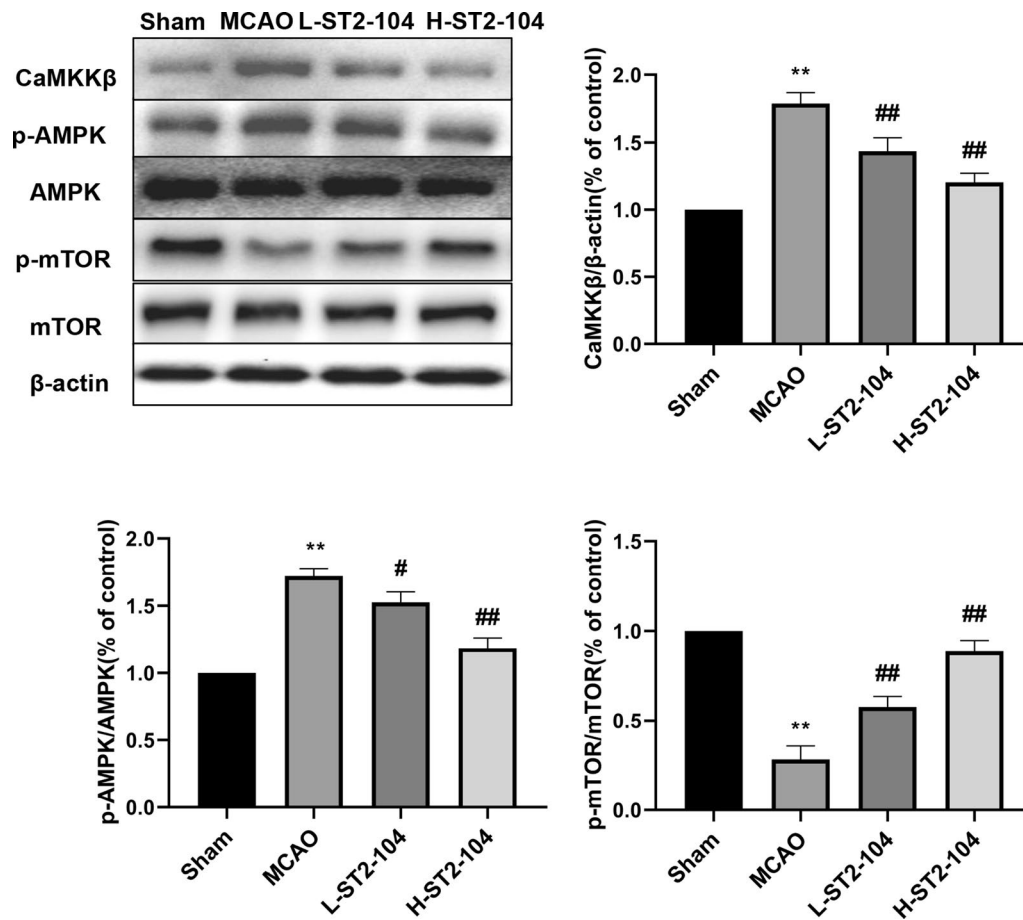 Sham MCAO L-ST2-104 H-ST2-104
CaMKKβ
p-AMPK
AMPK
p-mTOR
mTOR
β-actin
CaMKKβ/β-actin(% of control)
2.0
1.5
1.0
0.5
0.0
**
##
##
Sham
MCAO
L-ST2-104
H-ST2-104
p-AMPK/AMPK(% of control)
2.0
1.5
1.0
0.5
0.0
**
#
##
Sham
MCAO
L-ST2-104
H-ST2-104
p-mTOR/mTOR(% of control)
1.5
1.0
0.5
0.0
**
##
##
Sham
MCAO
L-ST2-104
H-ST2-104